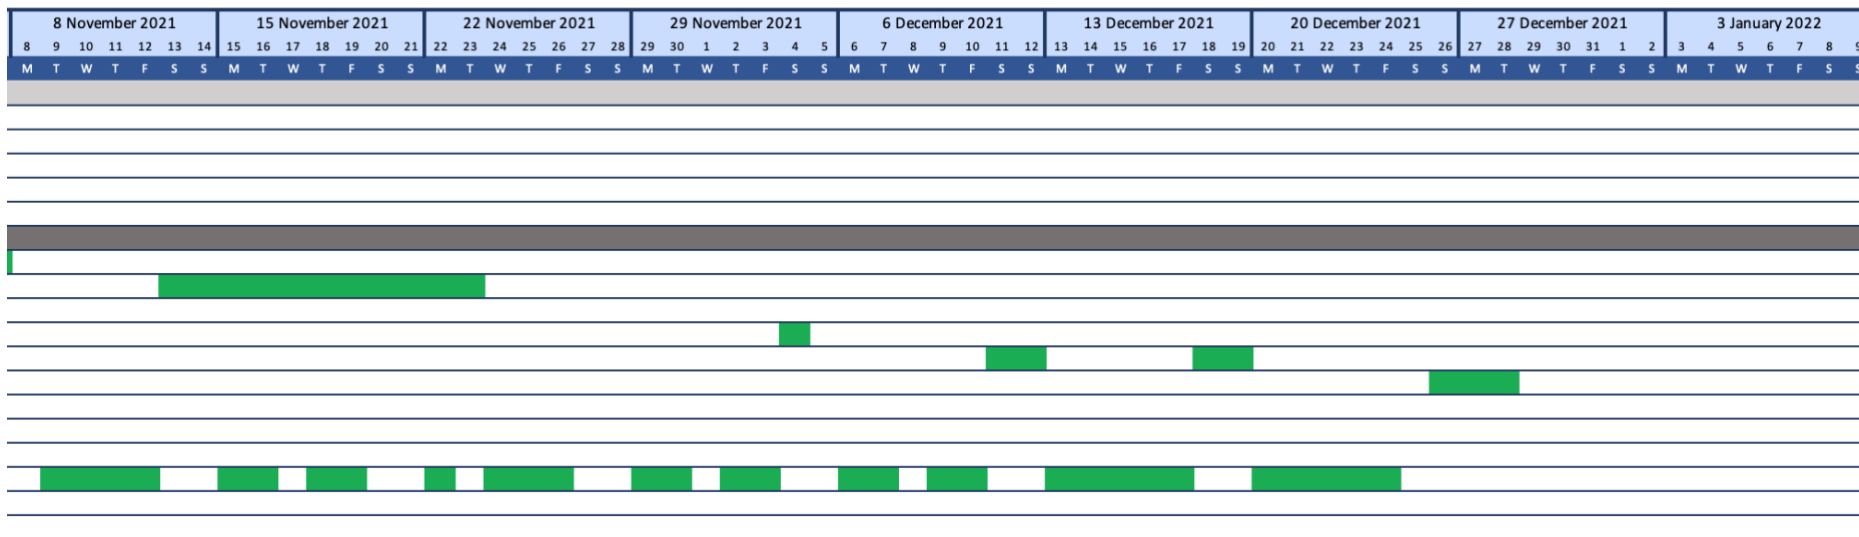 8 November 2021 15 November 2021 22 November 2021 29 November 2021 6 December 2021 13 December 2021 20 December 2021 27 December 2021 3 January 2022
8 9 10 11 12 13 14 15 16 17 18 19 20 21 22 23 24 25 26 27 28 29 30 1 2 3 4 5 6 7 8 9 10 11 12 13 14 15 16 17 18 19 20 21 22 23 24 25 26 27 28 29 30 31 1 2 3 4 5 6 7 8 9
M T W T F S S M T W T F S S M T W T F S S M T W T F S S M T W T F S S M T W T F S S M T W T F S S M T W T F S S M T W T F S S